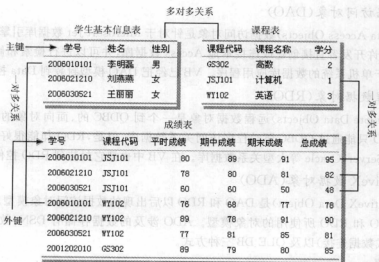 多对多关系
学生基本信息表
课程表
主键
学号 姓名 性别
2006010101 李明磊 男
2006021210 刘燕燕
2006030521 王丽丽 女
课程代码 课程名称 学分
GS302 高数 2
JSJ101 计算机 1
WY102 英语 3
对多关系
对多关系
成绩表
学号 课程代码 平时成绩 期中成绩 期末成绩 总成绩
2006010101 JSJ101 80 89 91 95
2006021210 JSJ101 78 80 81 82
2006030521 JSJ101 60 60 50 48
68 77 78
外键
2006021210 WY102 89 78 91 90
2006030521 WY102 77 81 85 81
2001202010 GS302 89 79 80 85